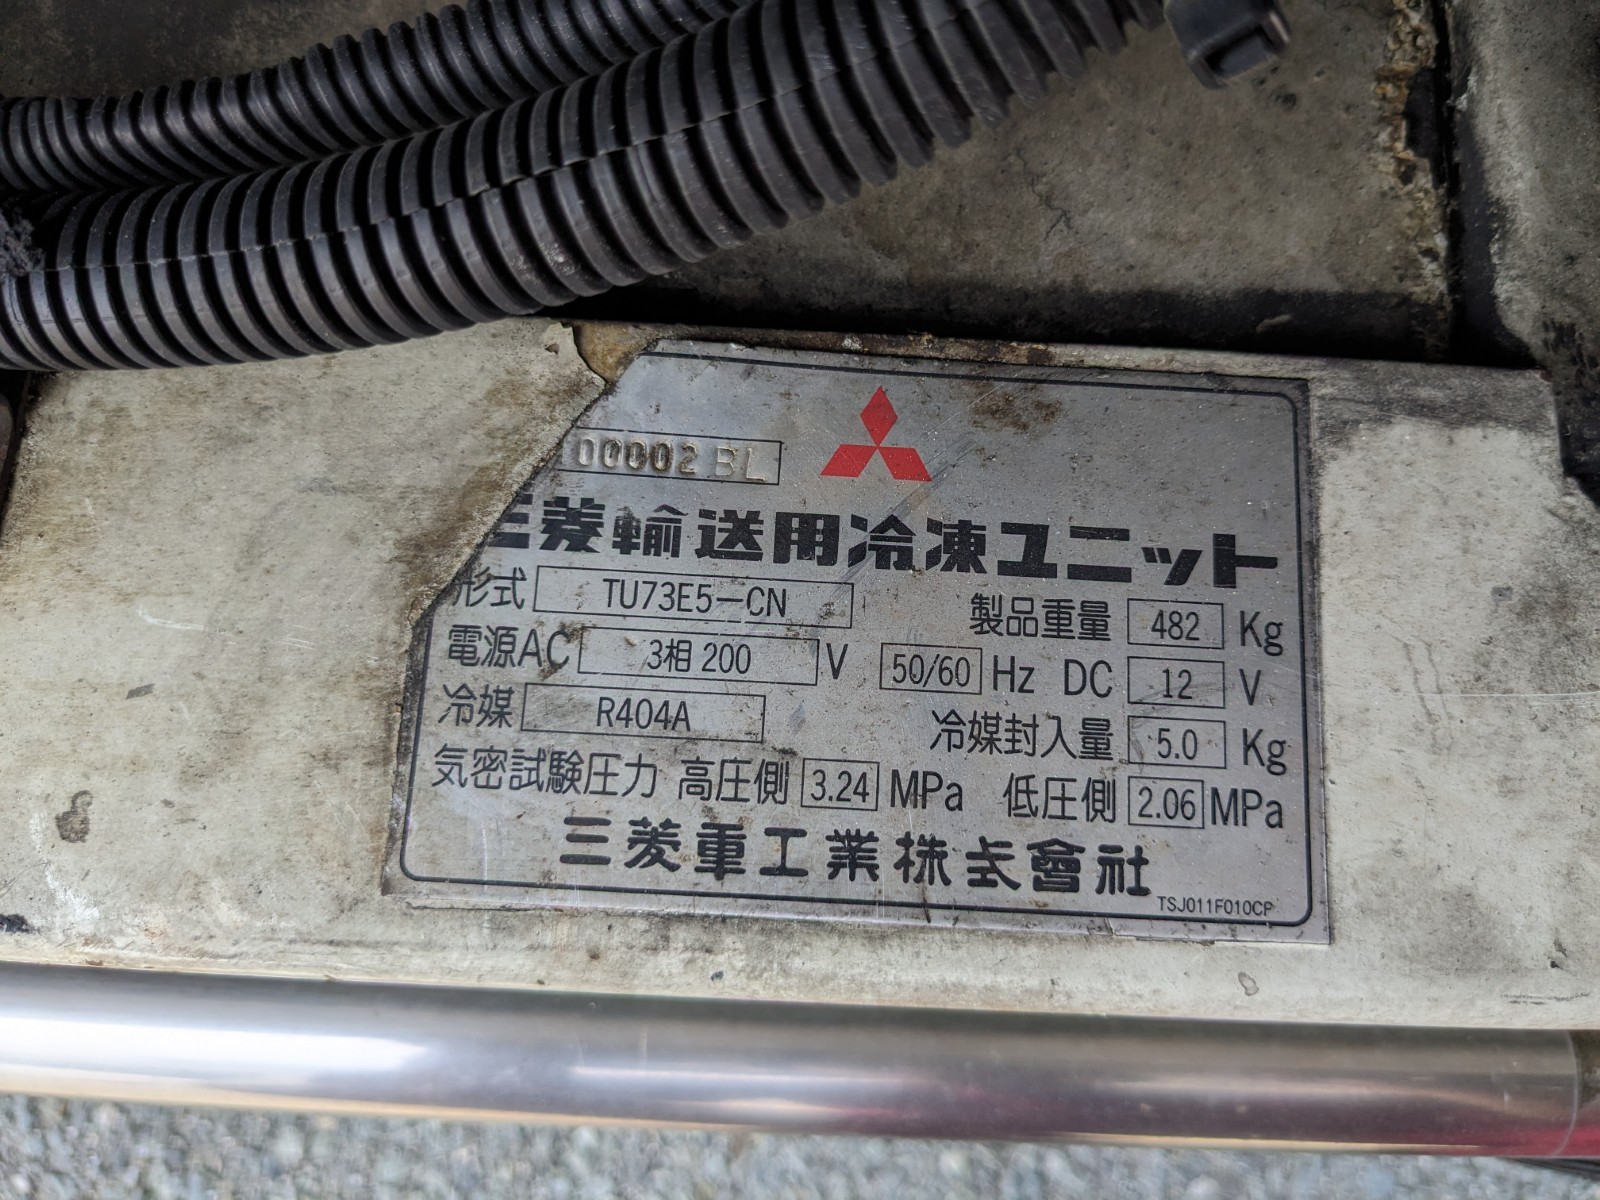 00002BL
三菱輸送用冷凍ユニット
形式 TU73E5-CN 製品重量 482 Kg
電源AC 3相 200 V 50/60 Hz DC 12 V
冷媒 R404A 冷媒封入量 5.0 Kg
気密試験圧力 高圧側 3.24 MPa 低圧側 2.06 MPa
三菱重工業株式會社
TSJ011F010CP